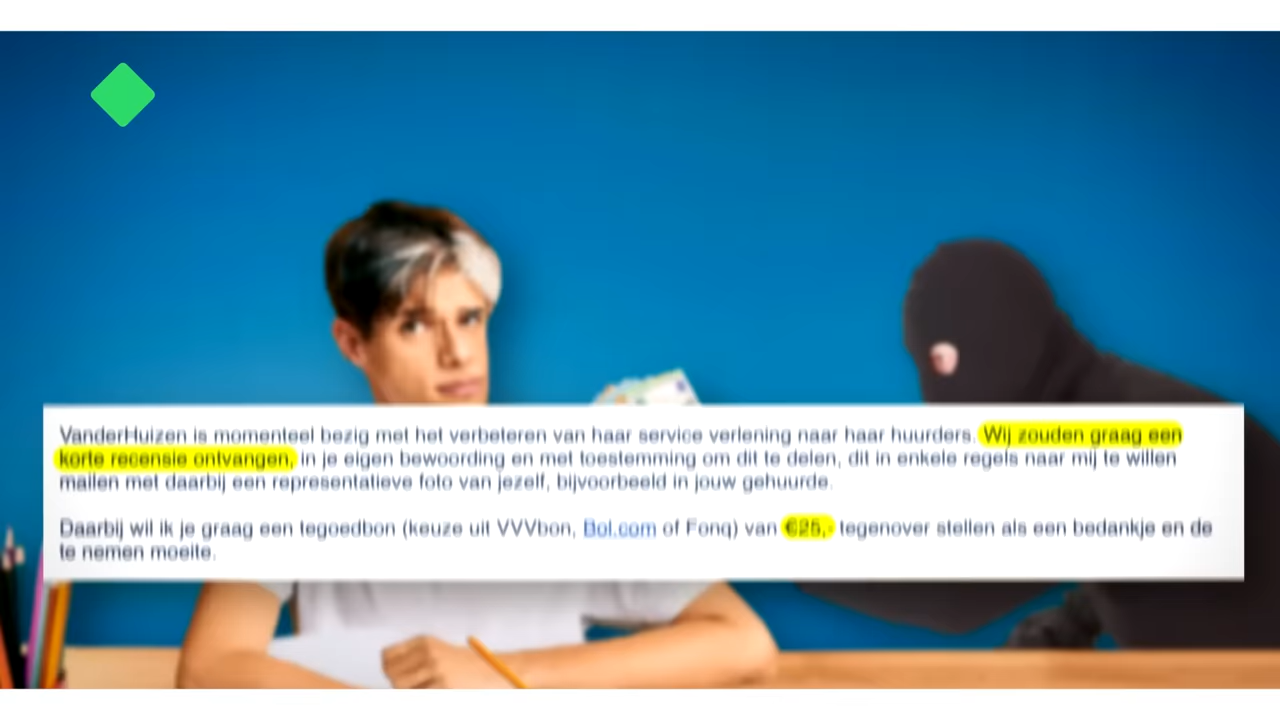 VanderHuizen is momenteel bezig met het verbeteren van haar service verlening naar haar huurders. Wij zouden graag een
korte recensie ontvangen, in je eigen bewoording en met toestemming om dit te delen, dit in enkele regels naar mij te willen
mailen met daarbij een representatieve foto van jezelf, bijvoorbeeld in jouw gehuurde.
Daarbij wil ik je graag een tegoedbon (keuze uit VVVbon, Bol.com of Fonq) van €25,- tegenover stellen als een bedankje en de
te nemen moeite.